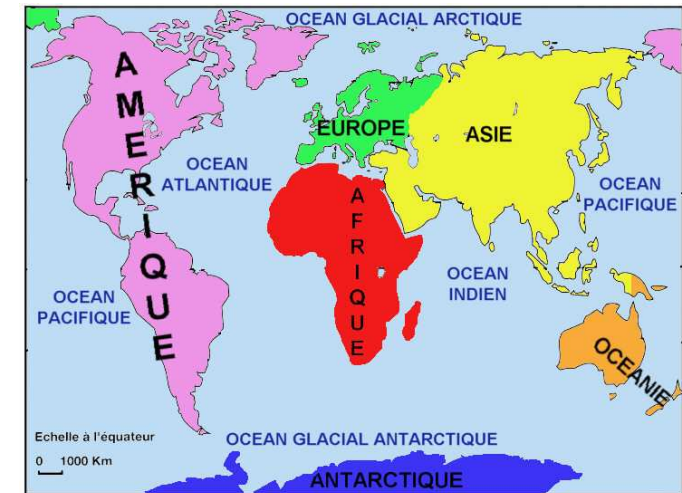 OCEAN GLACIAL ARCTIQUE
AMERIQUE
EUROPE
ASIE
OCEAN
ATLANTIQUE
AFRIQUE
OCEAN
PACIFIQUE
OCEAN
INDIEN
OCEAN
PACIFIQUE
OCEANIE
Echelle à l'équateur
0 1000 Km
OCEAN GLACIAL ANTARCTIQUE
ANTARCTIQUE